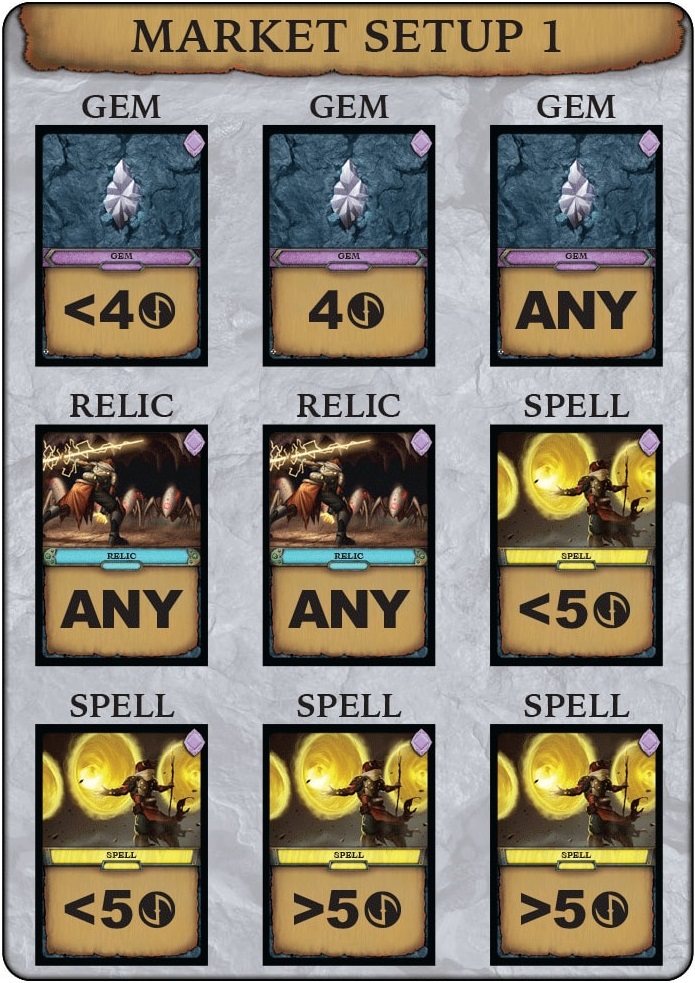 MARKET SETUP 1
GEM GEM GEM
GEM GEM GEM
<4 4 ANY
RELIC RELIC SPELL
RELIC RELIC SPELL
ANY ANY <5
SPELL SPELL SPELL
SPELL SPELL SPELL
<5 >5 >5